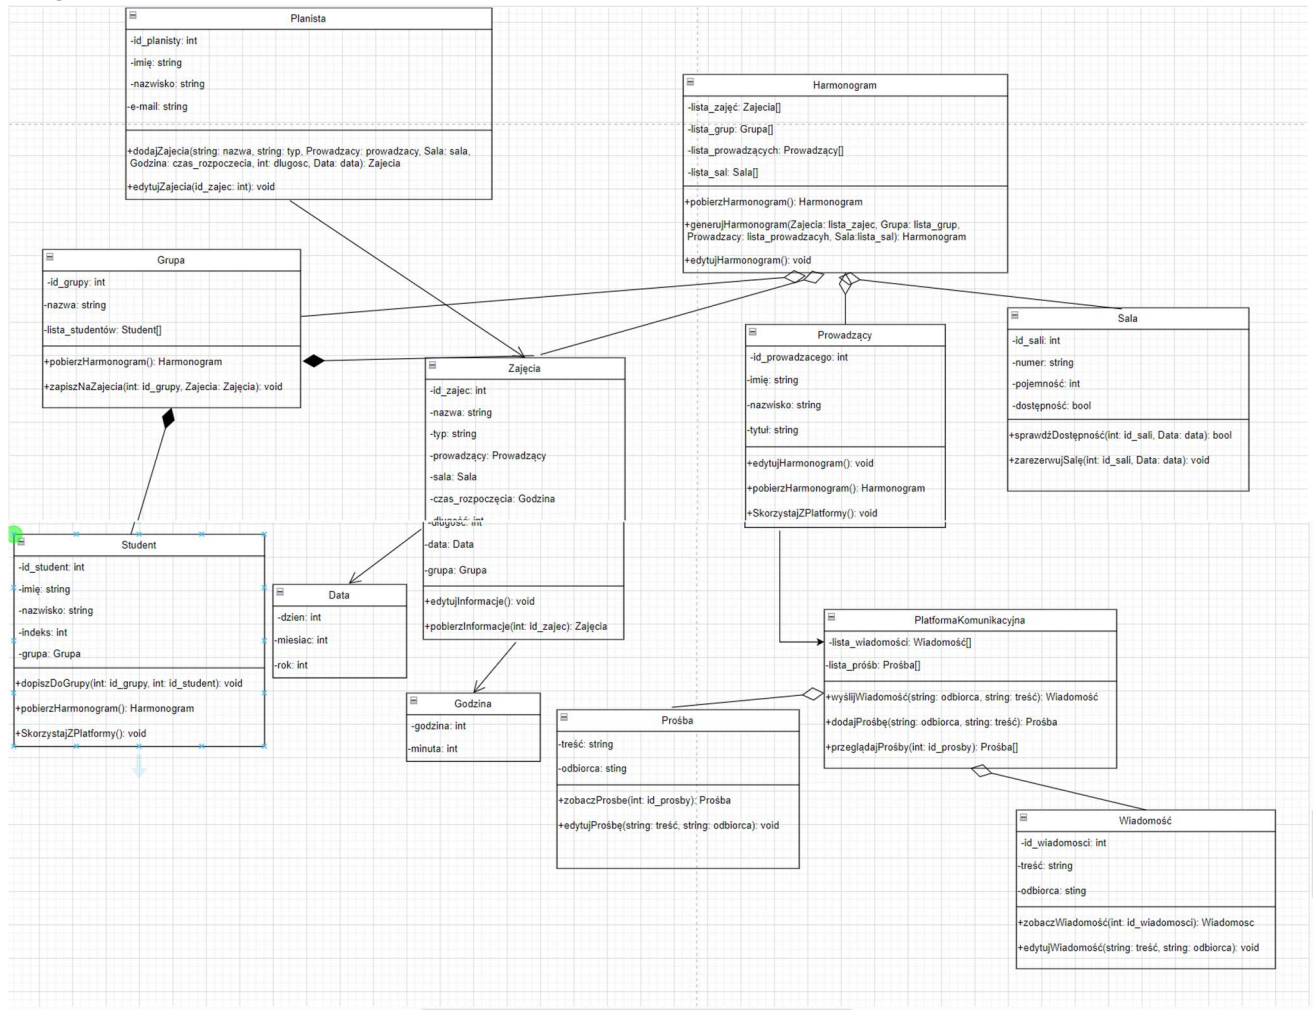 Planista
-id_planisty: int
-imię: string
-nazwisko: string
-e-mail: string
+dodajZajecia(string: nazwa, string: typ, Prowadzacy: prowadzacy, Sala: sala,
Godzina: czas_rozpoczecia, int: dlugosc, Data: data): Zajecia
+edytujZajecia(id_zajec: int): void
Harmonogram
-lista_zajęć: Zajecia[]
-lista_grup: Grupa[]
-lista_prowadzących: Prowadzący[]
-lista_sal: Sala[]
+pobierzHarmonogram(): Harmonogram
+generujHarmonogram(Zajecia: lista_zajec, Grupa: lista_grup,
Prowadzacy: lista_prowadzacyh, Sala:lista_sal): Harmonogram
+edytujHarmonogram(): void
Grupa
-id_grupy: int
-nazwa: string
-lista_studentów: Student[]
+pobierzHarmonogram(): Harmonogram
+zapiszNaZajecia(int: id_grupy, Zajecia: Zajęcia): void
Zajęcia
-id_zajec: int
-nazwa: string
-typ: string
-prowadzący: Prowadzący
-sala: Sala
-czas_rozpoczęcia: Godzina
-długość: int
-data: Data
-grupa: Grupa
+edytujInformacje(): void
+pobierzInformacje(int: id_zajec): Zajęcia
Prowadzący
-id_prowadzacego: int
-imię: string
-nazwisko: string
-tytuł: string
+edytujHarmonogram(): void
+pobierzHarmonogram(): Harmonogram
+SkorzystajZPlatformy(): void
Sala
-id_sali: int
-numer: string
-pojemność: int
-dostępność: bool
+sprawdźDostępność(int: id_sali, Data: data): bool
+zarezerwujSalę(int: id_sali, Data: data): void
Student
-id_student: int
-imię: string
-nazwisko: string
-indeks: int
-grupa: Grupa
+dopiszDoGrupy(int: id_grupy, int: id_student): void
+pobierzHarmonogram(): Harmonogram
+SkorzystajZPlatformy(): void
Data
-dzien: int
-miesiac: int
-rok: int
Godzina
-godzina: int
-minuta: int
PlatformaKomunikacyjna
-lista_wiadomości: Wiadomość[]
-lista_próśb: Prośba[]
+wyślijWiadomość(string: odbiorca, string: treść): Wiadomość
+dodajProśbę(string: odbiorca, string: treść): Prośba
+przeglądajProśby(int: id_prosby): Prośba[]
Prośba
-treść: string
-odbiorca: sting
+zobaczProsbe(int: id_prosby): Prośba
+edytujProśbę(string: treść, string: odbiorca): void
Wiadomość
-id_wiadomosci: int
-treść: string
-odbiorca: sting
+zobaczWiadomość(int: id_wiadomosci): Wiadomosc
+edytujWiadomość(string: treść, string: odbiorca): void